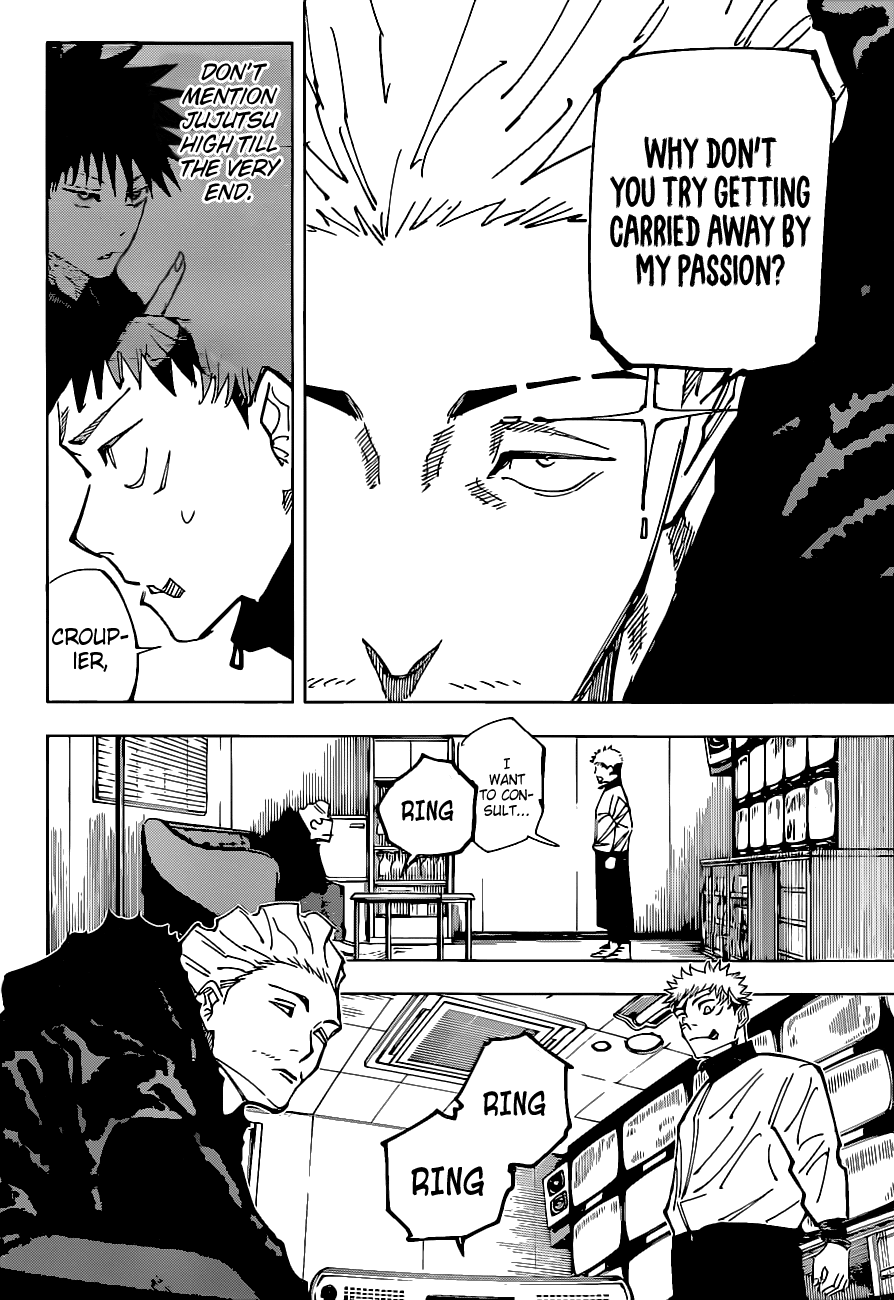 WHY DON'T
YOU TRY GETTING
CARRIED AWAY BY
MY PASSION?
DON'T
MENTION
JUJUTSU
HIGH TILL
THE VERY
END.
CROUP-
IER,
I
WANT
TO CON-
SULT...
RING
RING
RING